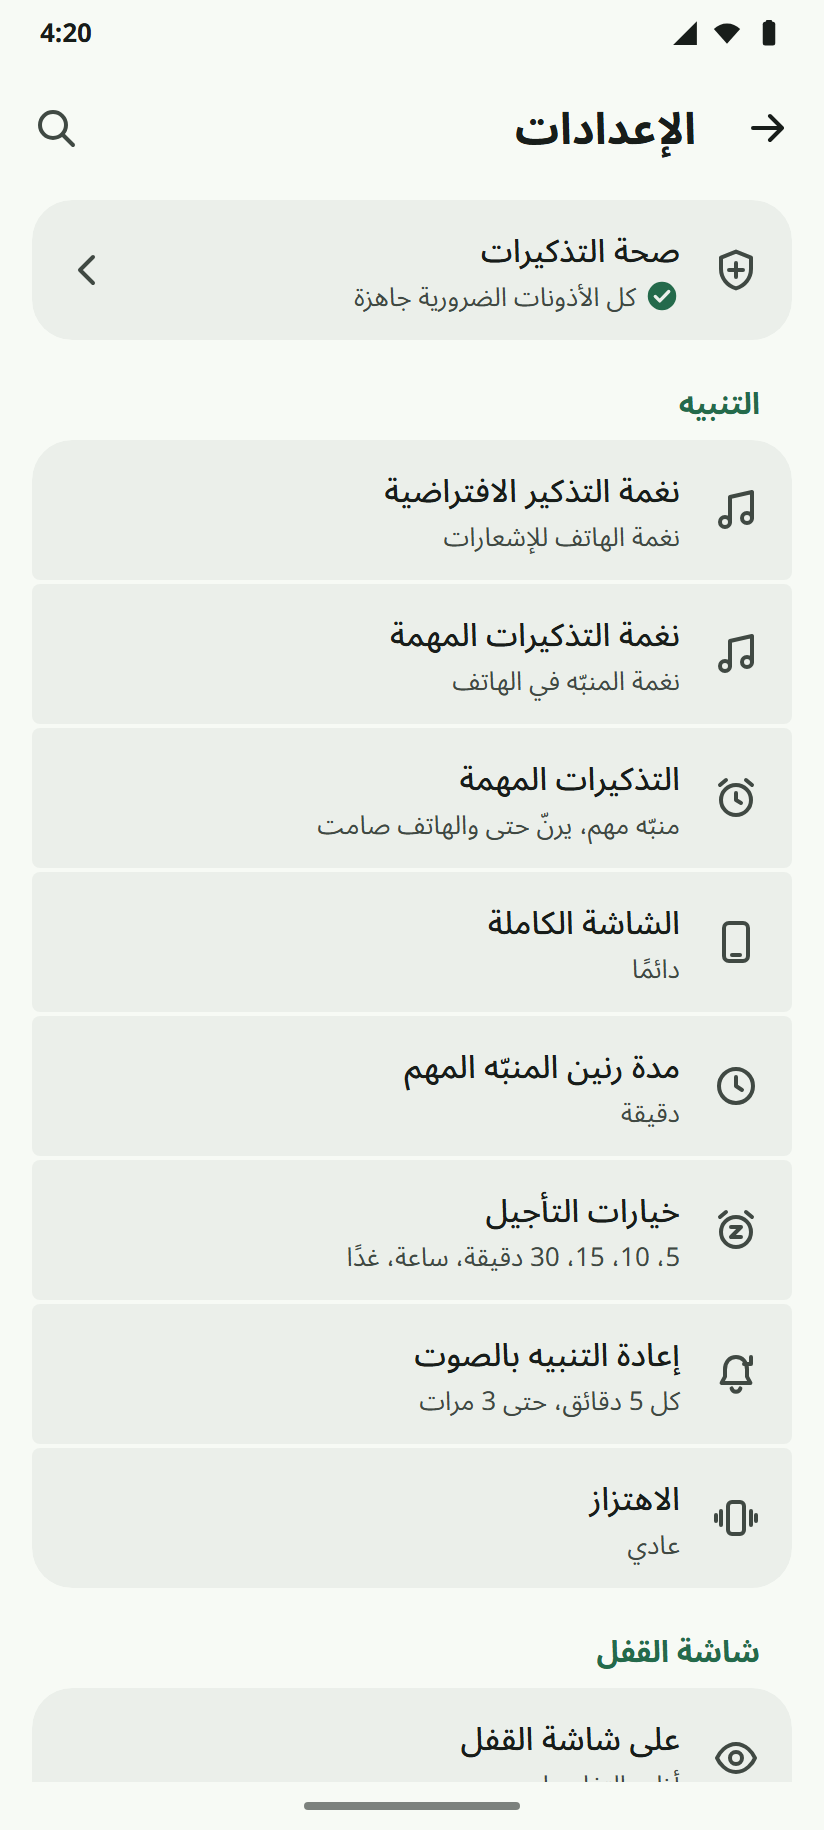 4:20
الإعدادات
صحة التذكيرات
كل الأذونات الضرورية جاهزة
التنبيه
نغمة التذكير الافتراضية
نغمة الهاتف للإشعارات
نغمة التذكيرات المهمة
نغمة المنبّه في الهاتف
التذكيرات المهمة
منبّه مهم، يرنّ حتى والهاتف صامت
الشاشة الكاملة
دائمًا
مدة رنين المنبّه المهم
دقيقة
خيارات التأجيل
5، 10، 15، 30 دقيقة، ساعة، غدًا
إعادة التنبيه بالصوت
كل 5 دقائق، حتى 3 مرات
الاهتزاز
عادي
شاشة القفل
على شاشة القفل